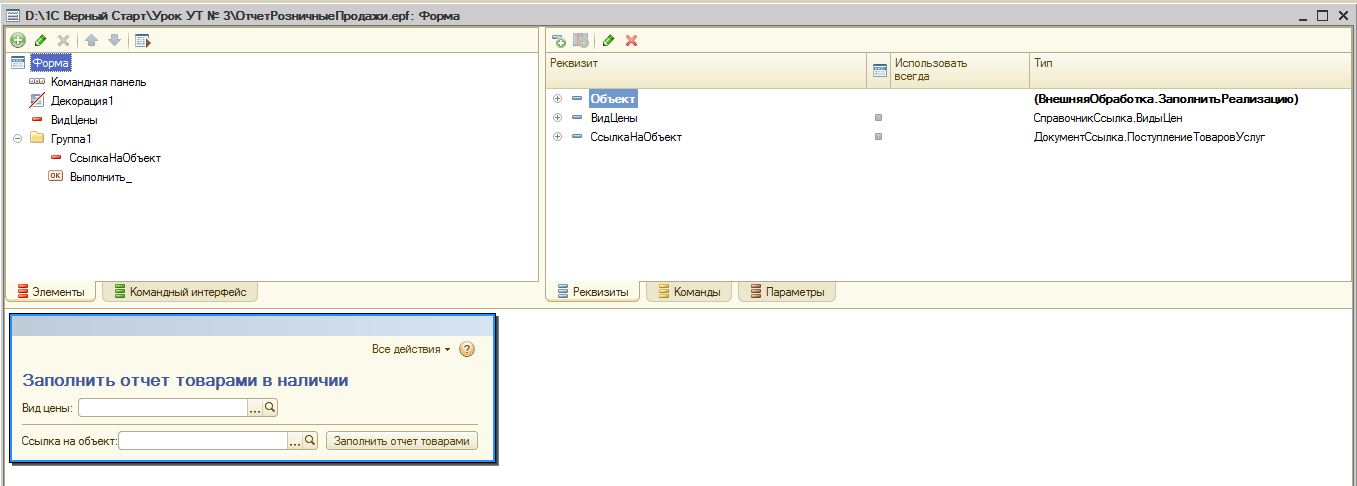 D:\1С Верный Старт\Урок УТ № 3\ОтчетРозничныеПродажи.epf: Форма
Форма
Командная панель
Декорация1
ВидЦены
Группа1
СсылкаНаОбъект
ОК Выполнить_
Элементы
Командный интерфейс
Реквизит
Использовать
всегда
Тип
Объект
(ВнешняяОбработка.ЗаполнитьРеализацию)
ВидЦены
СправочникСсылка.ВидыЦен
СсылкаНаОбъект
ДокументСсылка.ПоступлениеТоваровУслуг
Реквизиты
Команды
Параметры
Все действия
?
Заполнить отчет товарами в наличии
Вид цены:
...
Ссылка на объект:
...
Заполнить отчет товарами